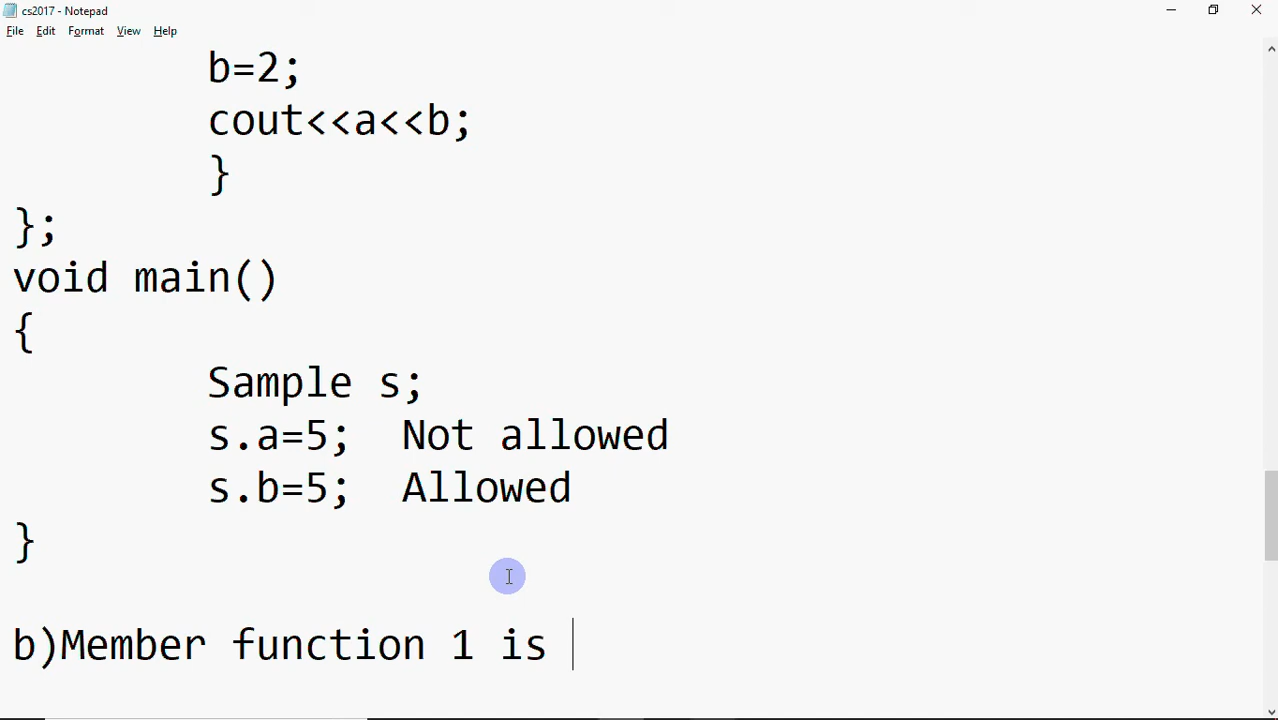 cs2017 - Notepad
File Edit Format View Help
b=2;
cout<<a<<b;
}
};
void main()
{
Sample s;
s.a=5; Not allowed
s.b=5; Allowed
}
b)Member function 1 is